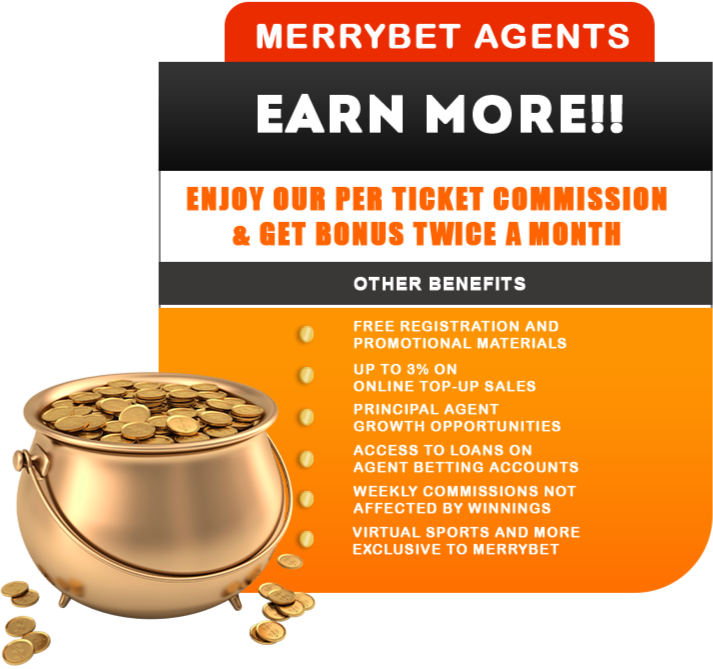 MERRYBET AGENTS
EARN MORE!!
ENJOY OUR PER TICKET COMMISSION
& GET BONUS TWICE A MONTH
OTHER BENEFITS
FREE REGISTRATION AND
PROMOTIONAL MATERIALS
UP TO 3% ON
ONLINE TOP-UP SALES
PRINCIPAL AGENT
GROWTH OPPORTUNITIES
ACCESS TO LOANS ON
AGENT BETTING ACCOUNTS
WEEKLY COMMISSIONS NOT
AFFECTED BY WINNINGS
VIRTUAL SPORTS AND MORE
EXCLUSIVE TO MERRYBET